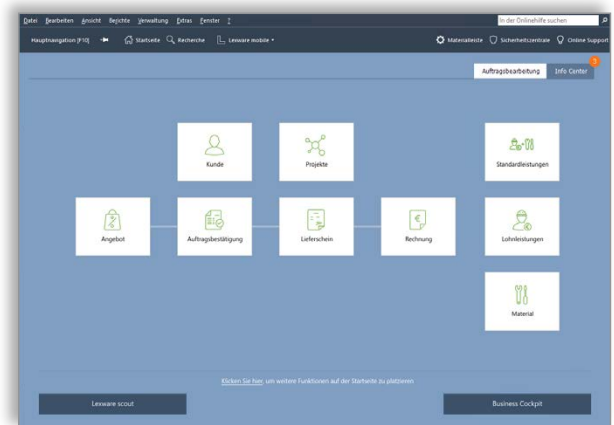 Datei Bearbeiten Ansicht Berichte Verwaltung Extras Fenster ?
In der Onlinehilfe suchen
Hauptnavigation [F10] Startseite Recherche Lexware mobile
Materialleiste Sicherheitszentrale Online Support
Auftragsbearbeitung Info Center
Kunde Projekte Standardleistungen
Angebot Auftragsbestätigung Lieferschein Rechnung Lohnleistungen
Material
Klicken Sie hier, um weitere Funktionen auf der Startseite zu platzieren
Lexware scout Business Cockpit